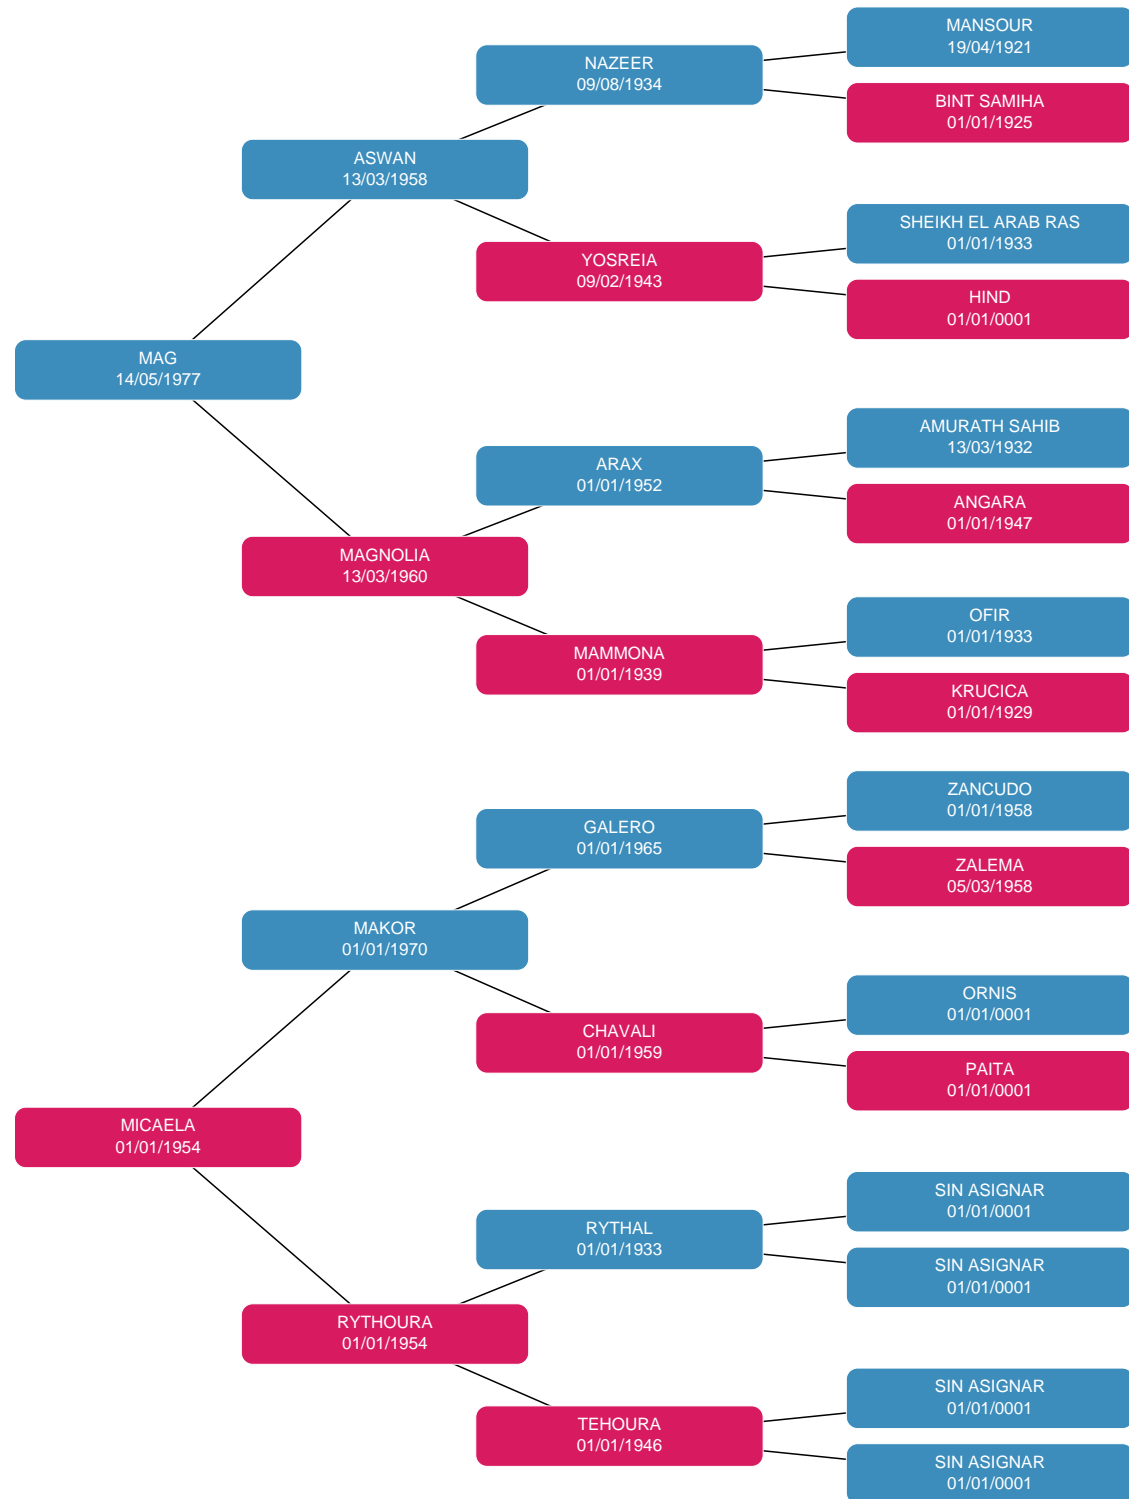 MANSOUR
19/04/1921
NAZEER
09/08/1934
BINT SAMIHA
01/01/1925
ASWAN
13/03/1958
SHEIKH EL ARAB RAS
01/01/1933
YOSREIA
09/02/1943
HIND
01/01/0001
MAG
14/05/1977
AMURATH SAHIB
13/03/1932
ARAX
01/01/1952
ANGARA
01/01/1947
MAGNOLIA
13/03/1960
OFIR
01/01/1933
MAMMONA
01/01/1939
KRUCICA
01/01/1929
ZANCUDO
01/01/1958
GALERO
01/01/1965
ZALEMA
05/03/1958
MAKOR
01/01/1970
ORNIS
01/01/0001
CHAVALI
01/01/1959
PAITA
01/01/0001
MICAELA
01/01/1954
SIN ASIGNAR
01/01/0001
RYTHAL
01/01/1933
SIN ASIGNAR
01/01/0001
RYTHOURA
01/01/1954
SIN ASIGNAR
01/01/0001
TEHOURA
01/01/1946
SIN ASIGNAR
01/01/0001